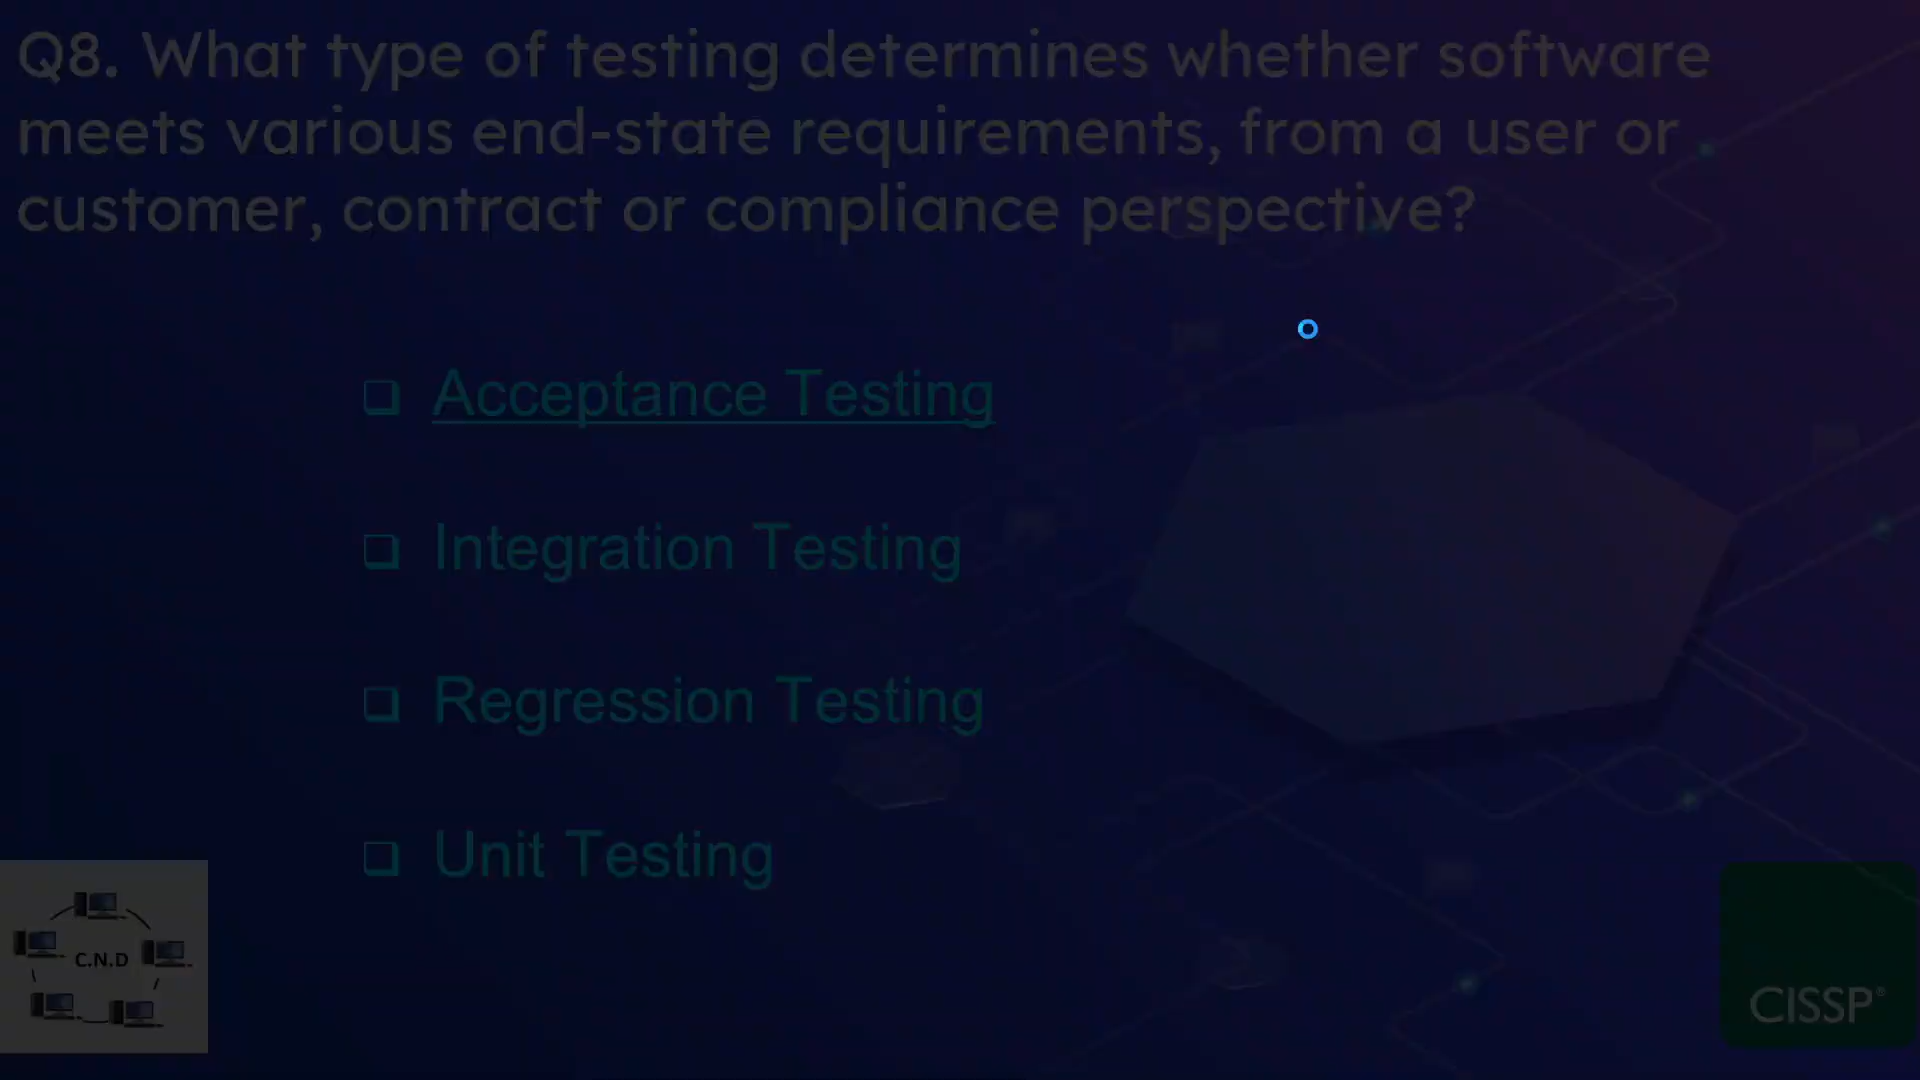 Q8. What type of testing determines whether software
meets various end-state requirements, from a user or
customer, contract or compliance perspective?
Acceptance Testing
Integration Testing
Regression Testing
Unit Testing
C.N.D
CISSP®